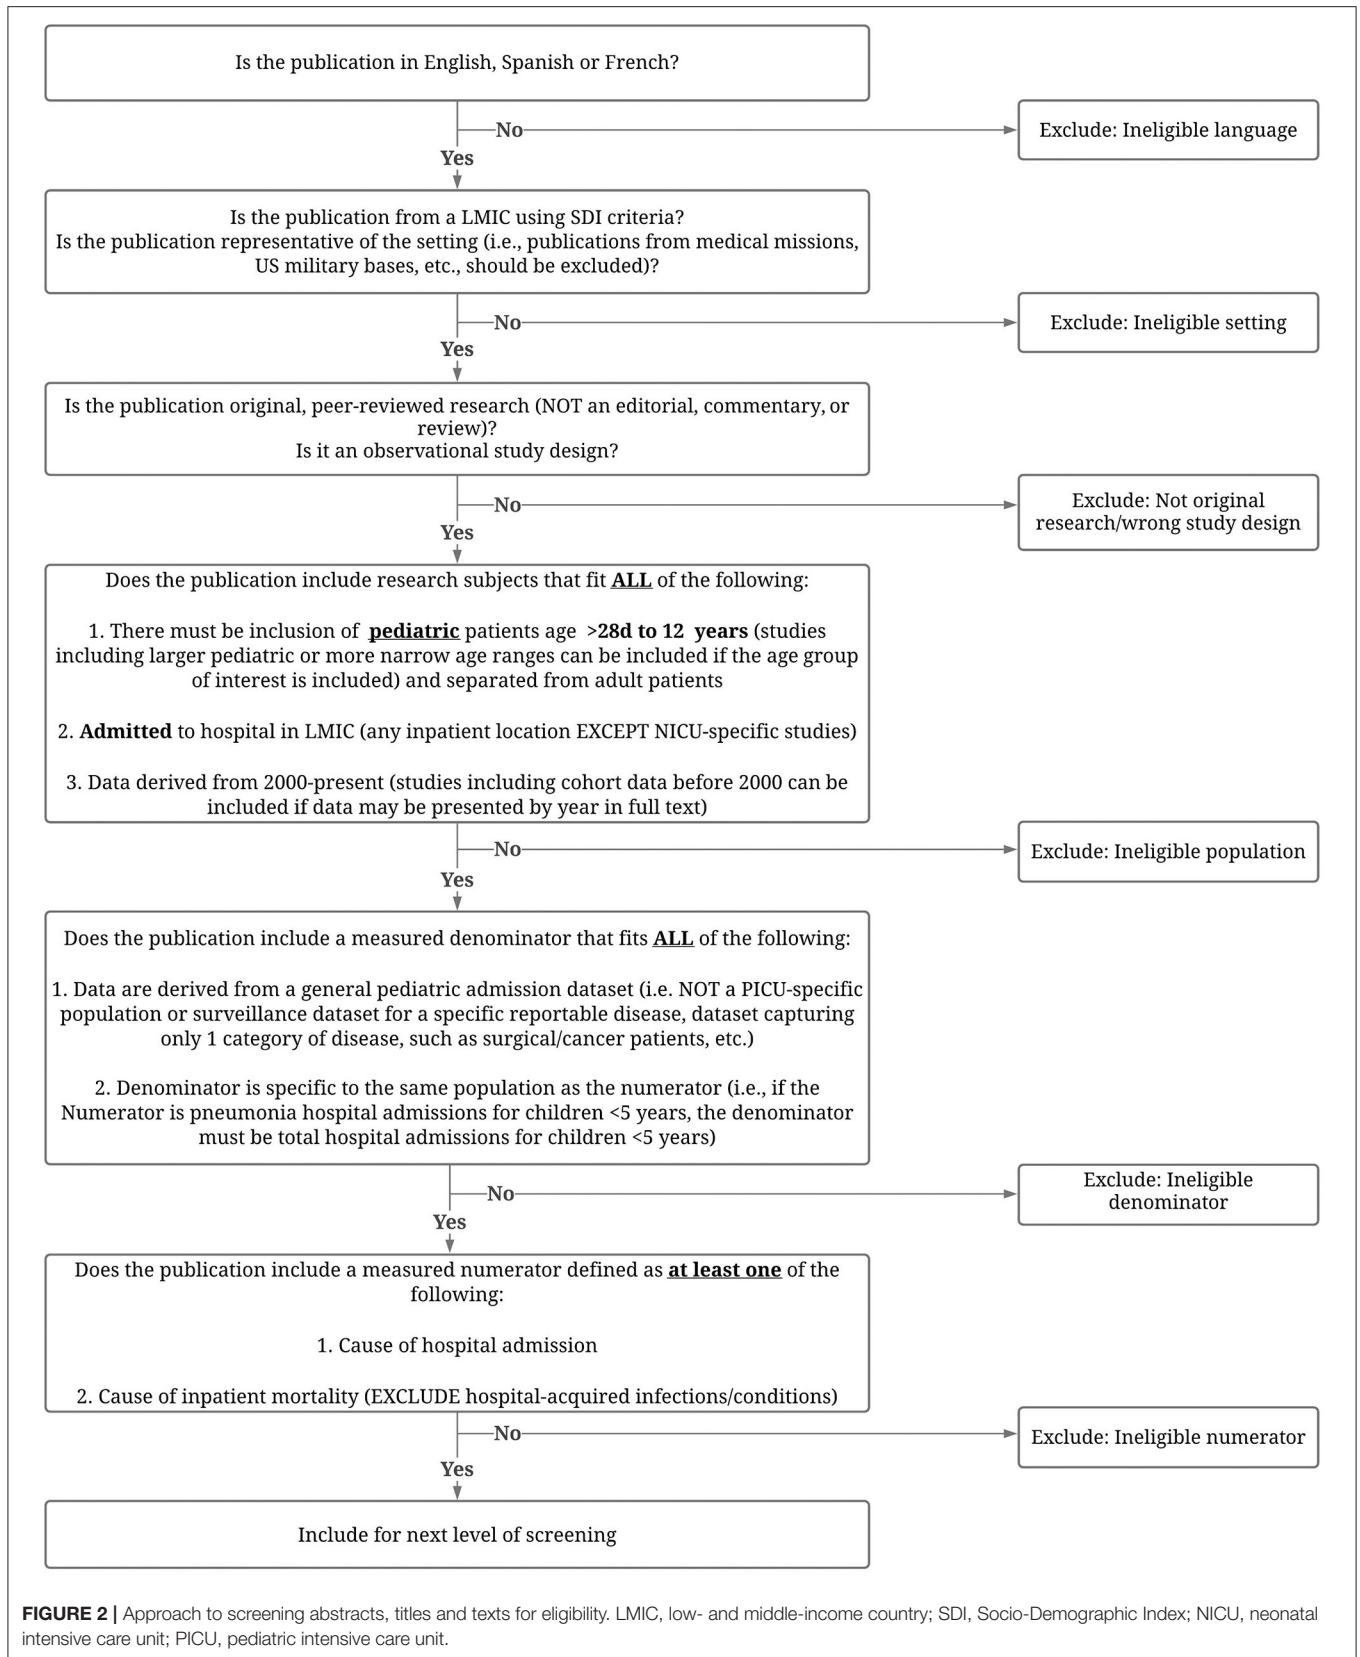 Is the publication in English, Spanish or French?
No
Exclude: Ineligible language
Yes
Is the publication from a LMIC using SDI criteria?
Is the publication representative of the setting (i.e., publications from medical missions,
US military bases, etc., should be excluded)?
No
Exclude: Ineligible setting
Yes
Is the publication original, peer-reviewed research (NOT an editorial, commentary, or
review)?
Is it an observational study design?
No
Exclude: Not original
research/wrong study design
Yes
Does the publication include research subjects that fit ALL of the following:
1. There must be inclusion of pediatric patients age >28d to 12 years (studies
including larger pediatric or more narrow age ranges can be included if the age group
of interest is included) and separated from adult patients
2. Admitted to hospital in LMIC (any inpatient location EXCEPT NICU-specific studies)
3. Data derived from 2000-present (studies including cohort data before 2000 can be
included if data may be presented by year in full text)
No
Exclude: Ineligible population
Yes
Does the publication include a measured denominator that fits ALL of the following:
1. Data are derived from a general pediatric admission dataset (i.e. NOT a PICU-specific
population or surveillance dataset for a specific reportable disease, dataset capturing
only 1 category of disease, such as surgical/cancer patients, etc.)
2. Denominator is specific to the same population as the numerator (i.e., if the
Numerator is pneumonia hospital admissions for children <5 years, the denominator
must be total hospital admissions for children <5 years)
No
Exclude: Ineligible
denominator
Yes
Does the publication include a measured numerator defined as at least one of the
following:
1. Cause of hospital admission
2. Cause of inpatient mortality (EXCLUDE hospital-acquired infections/conditions)
No
Exclude: Ineligible numerator
Yes
Include for next level of screening
FIGURE 2 | Approach to screening abstracts, titles and texts for eligibility. LMIC, low- and middle-income country; SDI, Socio-Demographic Index; NICU, neonatal
intensive care unit; PICU, pediatric intensive care unit.